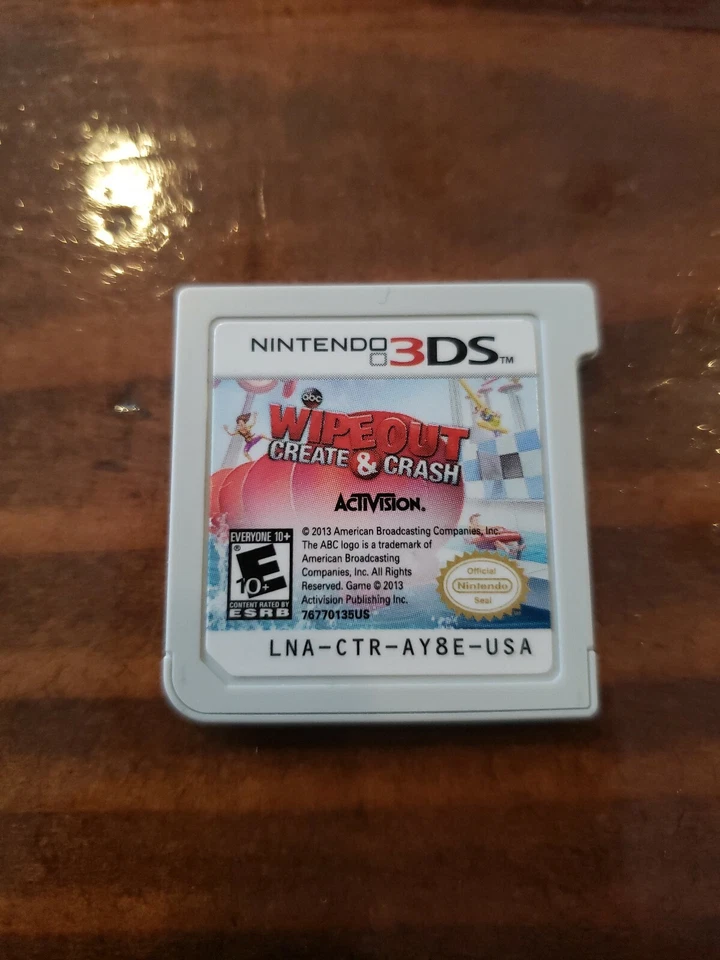 NINTENDO 3DS™
abc
WIPEOUT
CREATE & CRASH
ACTIVISION.
EVERYONE 10+
®
E
10+
CONTENT RATED BY
ESRB
© 2013 American Broadcasting Companies, Inc.
The ABC logo is a trademark of
American Broadcasting
Companies, Inc. All Rights
Reserved. Game © 2013
Activision Publishing Inc.
76770135US
Official
Nintendo
Seal
LNA-CTR-AY8E-USA